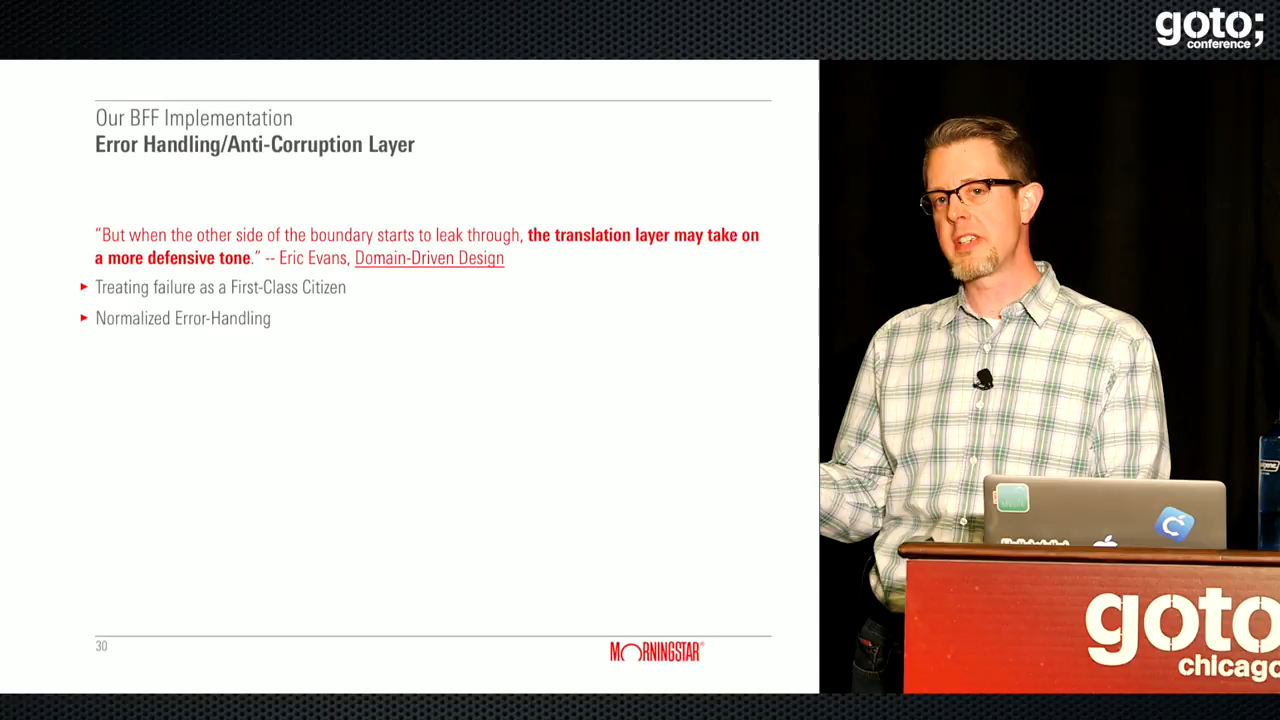 goto;
conference
Our BFF Implementation
Error Handling/Anti-Corruption Layer
“But when the other side of the boundary starts to leak through, the translation layer may take on
a more defensive tone.” -- Eric Evans, Domain-Driven Design
Treating failure as a First-Class Citizen
Normalized Error-Handling
30
MORNINGSTAR®
goto;
chicago